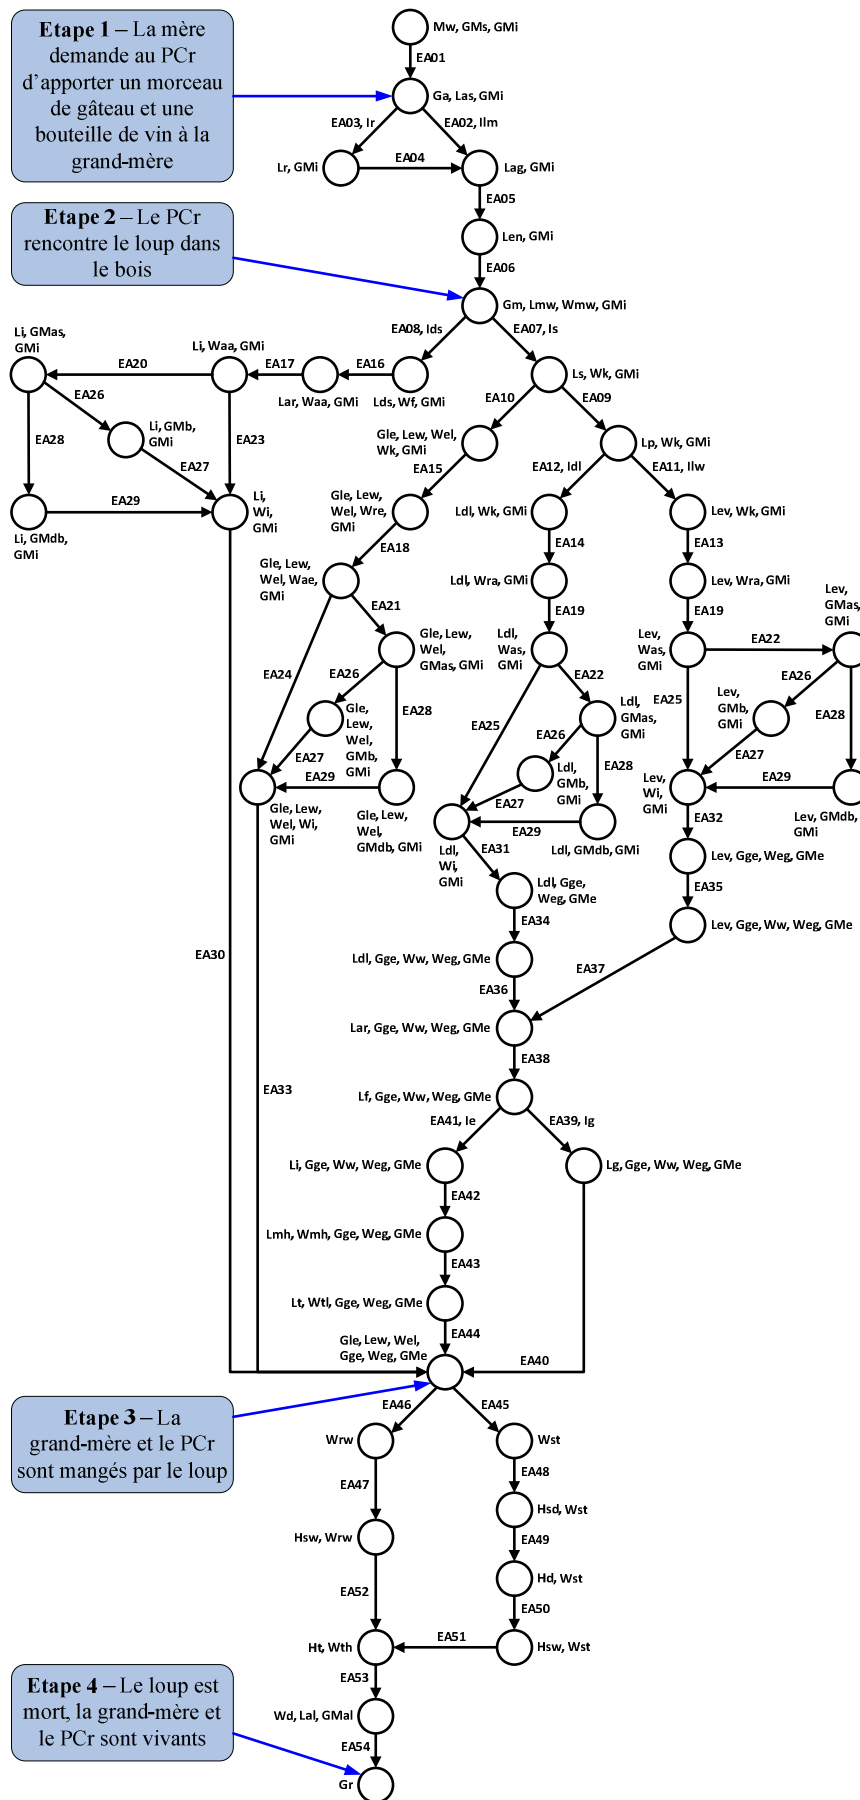 Etape 1 – La mère
demande au PCr
d'apporter un morceau
de gâteau et une
bouteille de vin à la
grand-mère
Mw, GMs, GMi
EA01
Ga, Las, GMi
EA03, Ir
EA02, Ilm
Lr, GMi
EA04
Lag, GMi
EA05
Etape 2 – Le PCr
rencontre le loup dans
le bois
Len, GMi
EA06
Gm, Lmw, Wmw, GMi
EA08, Ids
EA07, Is
Li, GMas,
GMi
EA20
Li, Waa, GMi
EA17
EA16
Lar, Waa, GMi
Lds, Wf, GMi
Ls, Wk, GMi
EA26
EA10
EA09
EA28
Li, GMb,
GMi
EA23
Gle, Lew, Wel,
Wk, GMi
Lp, Wk, GMi
EA27
EA15
EA12, Idl
EA11, Ilw
EA29
Li, GMdb,
GMi
Li,
Wi,
GMi
Gle, Lew,
Wel, Wre,
GMi
Ldl, Wk, GMi
Lev, Wk, GMi
EA18
EA14
EA13
Gle, Lew,
Wel, Wae,
GMi
Ldl, Wra, GMi
Lev, Wra, GMi
Lev,
GMas,
GMi
EA21
EA19
EA19
Gle, Lew,
Wel,
GMas, GMi
Ldl,
Was,
GMi
Lev,
Was,
GMi
EA22
EA24
EA26
EA22
EA26
EA28
Gle,
Lew,
Wel,
GMb,
GMi
EA25
Ldl,
GMas,
GMi
EA25
Lev,
GMb,
GMi
EA28
EA27
EA26
EA27
EA29
Ldl,
GMb,
GMi
EA28
Lev,
Wi,
GMi
EA29
Gle, Lew,
Wel, Wi,
GMi
Gle, Lew,
Wel,
GMdb, GMi
EA27
EA29
Ldl, GMdb, GMi
Lev, GMdb,
GMi
Ldl,
Wi,
GMi
EA31
EA32
Lev, Gge, Weg, GMe
Ldl, Gge,
Weg, GMe
EA35
EA34
Lev, Gge, Ww, Weg, GMe
EA30
Ldl, Gge, Ww, Weg, GMe
EA37
EA36
Lar, Gge, Ww, Weg, GMe
EA38
EA33
Lf, Gge, Ww, Weg, GMe
EA41, Ie
EA39, Ig
Li, Gge, Ww, Weg, GMe
Lg, Gge, Ww, Weg, GMe
EA42
Lmh, Wmh, Gge, Weg, GMe
EA43
Lt, Wtl, Gge, Weg, GMe
EA44
Gle, Lew, Wel,
Gge, Weg, GMe
EA40
Etape 3 – La
grand-mère et le PCr
sont mangés par le loup
EA46
EA45
Wrw
Wst
EA47
EA48
Hsd, Wst
Hsw, Wrw
EA49
Hd, Wst
EA52
EA50
Ht, Wth
EA51
Hsw, Wst
EA53
Etape 4 – Le loup est
mort, la grand-mère et
le PCr sont vivants
Wd, Lal, GMal
EA54
Gr